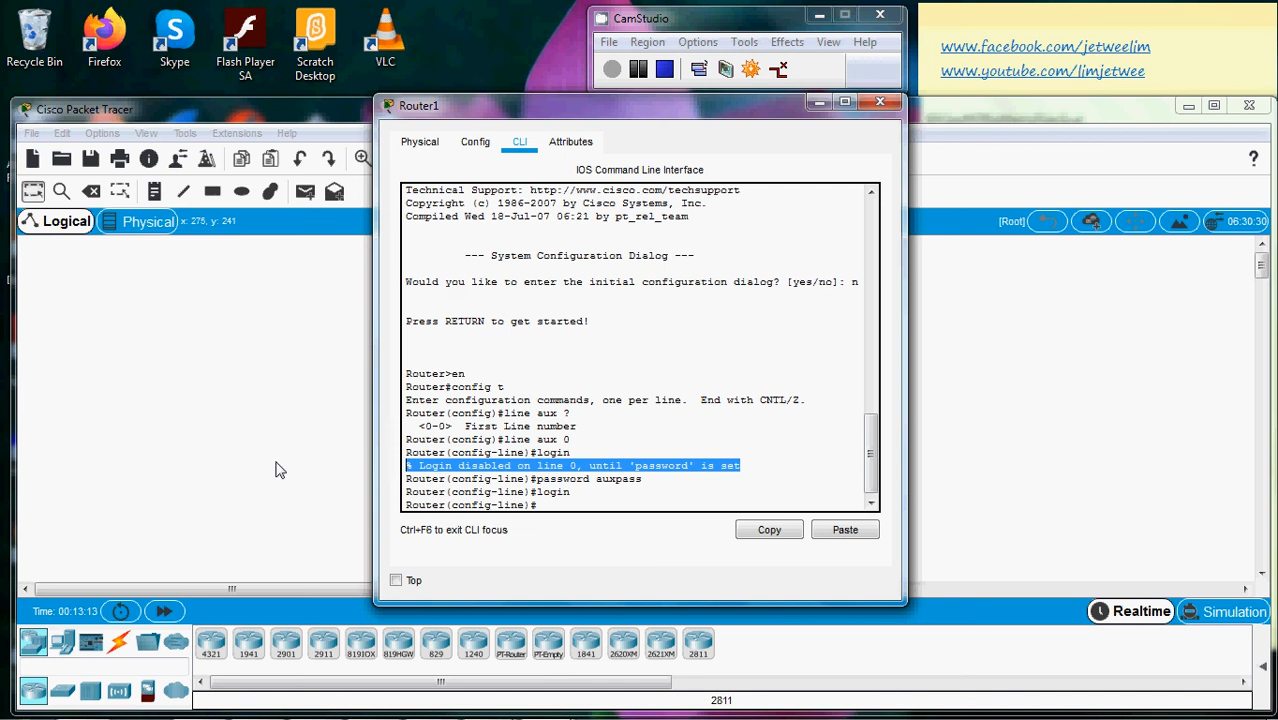 Recycle Bin
Firefox
Skype
Flash Player SA
Scratch Desktop
VLC
CamStudio
File Region Options Tools Effects View Help
www.facebook.com/jetweelim
www.youtube.com/limjetwee
Cisco Packet Tracer
File Edit Options View Tools Extensions Help
Logical Physical x: 275, y: 241
[Root] 06:30:30
Router1
Physical Config CLI Attributes
IOS Command Line Interface
Technical Support: http://www.cisco.com/techsupport
Copyright (c) 1986-2007 by Cisco Systems, Inc.
Compiled Wed 18-Jul-07 06:21 by pt_rel_team
--- System Configuration Dialog ---
Would you like to enter the initial configuration dialog? [yes/no]: n
Press RETURN to get started!
Router>en
Router#config t
Enter configuration commands, one per line.  End with CNTL/Z.
Router(config)#line aux ?
<0-0>  First Line number
Router(config)#line aux 0
Router(config-line)#login
% Login disabled on line 0, until 'password' is set
Router(config-line)#password auxpass
Router(config-line)#login
Router(config-line)#
Ctrl+F6 to exit CLI focus
Copy Paste
Top
Time: 00:13:13
Realtime Simulation
4321 1941 2901 2911 819IOX 819HGW 829 1240 PT-Router PT-Empty 1841 2620XM 2621XM 2811
2811